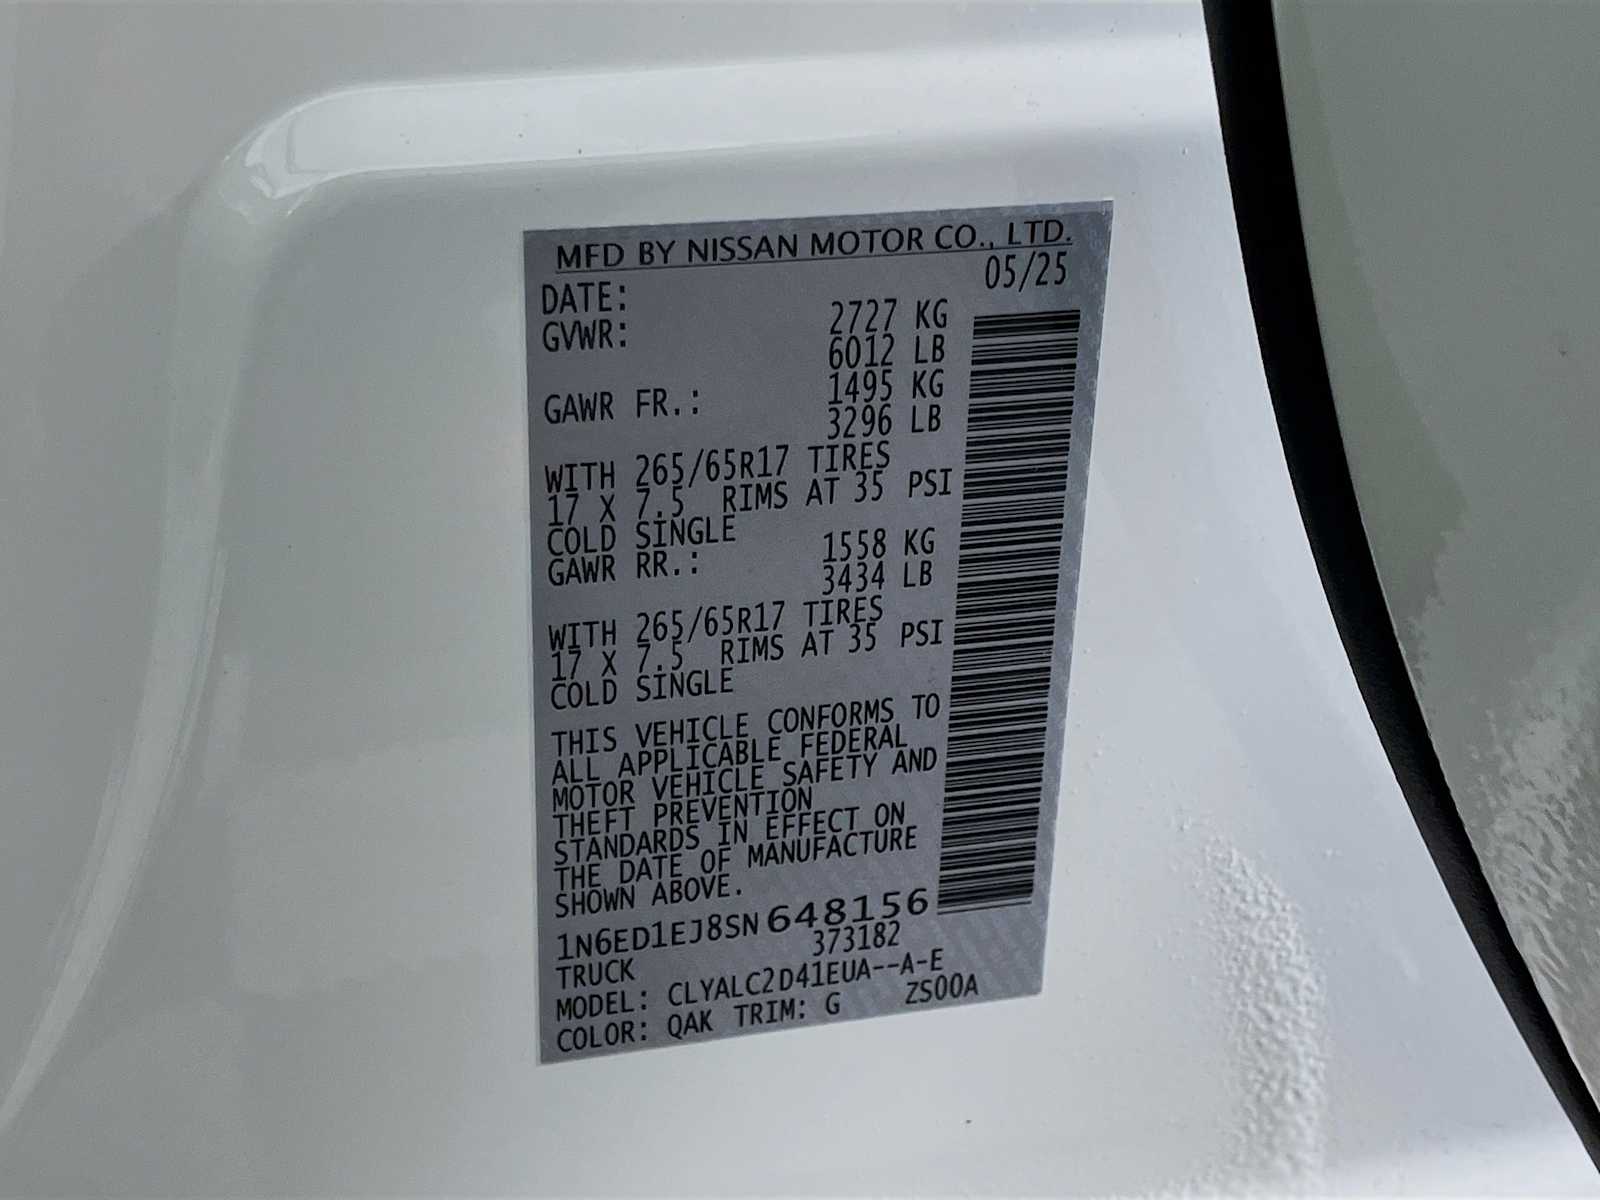 MFD BY NISSAN MOTOR CO., LTD.
DATE: 05/25
GVWR: 2727 KG
6012 LB
GAWR FR.: 1495 KG
3296 LB
WITH 265/65R17 TIRES
17 X 7.5 RIMS AT 35 PSI
COLD SINGLE
GAWR RR.: 1558 KG
3434 LB
WITH 265/65R17 TIRES
17 X 7.5 RIMS AT 35 PSI
COLD SINGLE
THIS VEHICLE CONFORMS TO
ALL APPLICABLE FEDERAL
MOTOR VEHICLE SAFETY AND
THEFT PREVENTION
STANDARDS IN EFFECT ON
THE DATE OF MANUFACTURE
SHOWN ABOVE.
1N6ED1EJ8SN648156
TRUCK 373182
MODEL: CLYALC2D41EUA--A-E
COLOR: QAK TRIM: G ZS00A